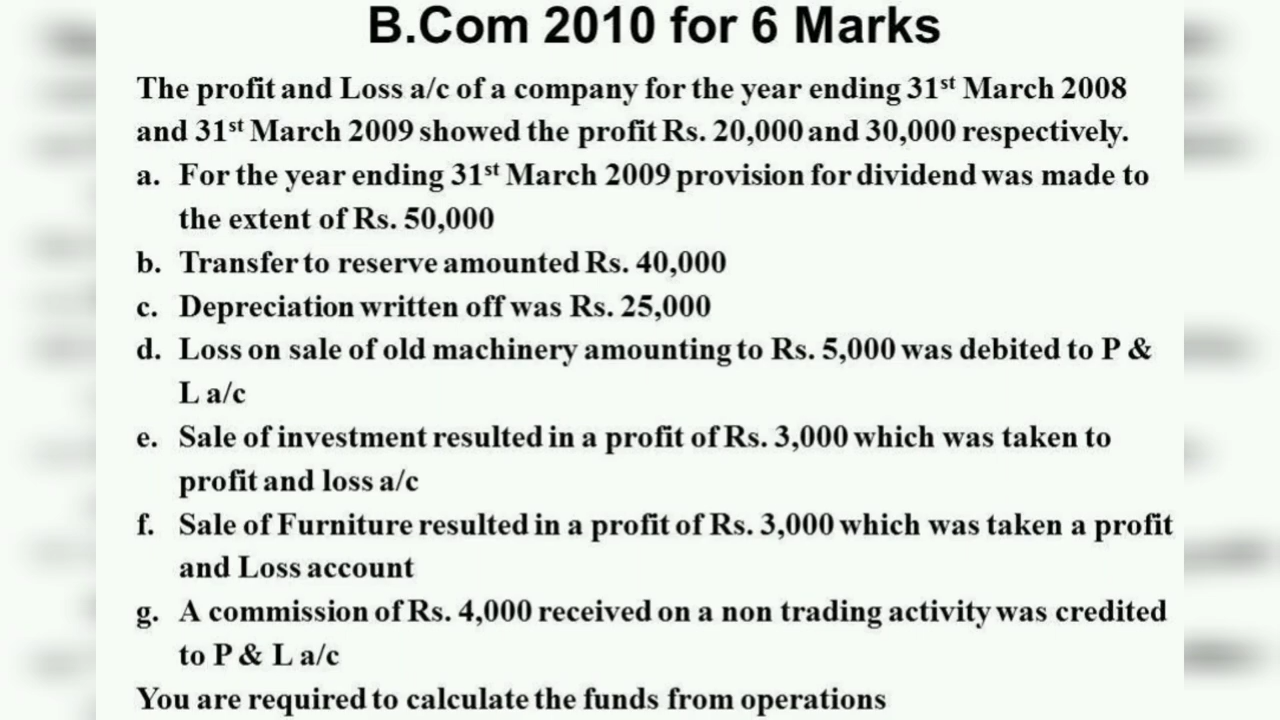 B.Com 2010 for 6 Marks
The profit and Loss a/c of a company for the year ending 31st March 2008
and 31st March 2009 showed the profit Rs. 20,000 and 30,000 respectively.
a. For the year ending 31st March 2009 provision for dividend was made to
the extent of Rs. 50,000
b. Transfer to reserve amounted Rs. 40,000
c. Depreciation written off was Rs. 25,000
d. Loss on sale of old machinery amounting to Rs. 5,000 was debited to P &
L a/c
e. Sale of investment resulted in a profit of Rs. 3,000 which was taken to
profit and loss a/c
f. Sale of Furniture resulted in a profit of Rs. 3,000 which was taken a profit
and Loss account
g. A commission of Rs. 4,000 received on a non trading activity was credited
to P & L a/c
You are required to calculate the funds from operations